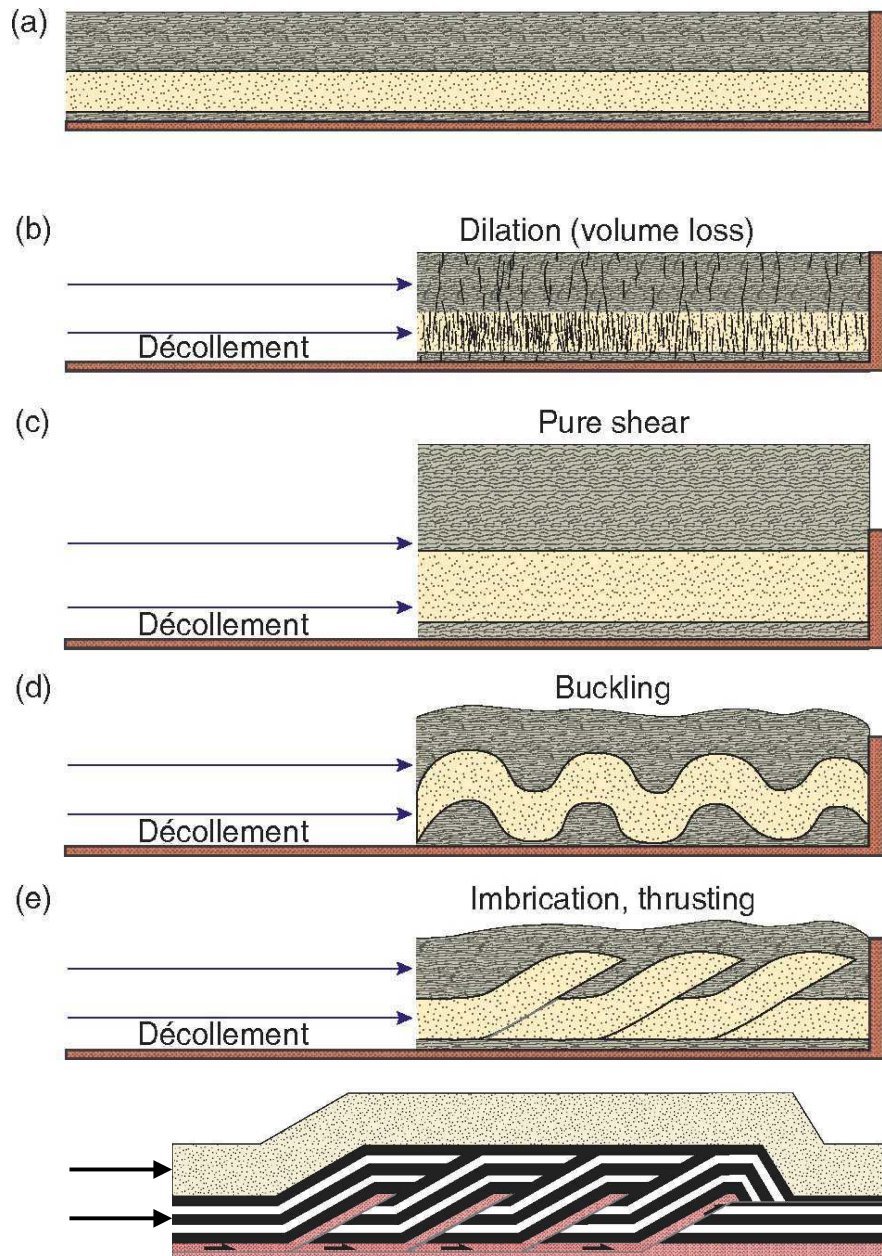 (a)
(b)
Dilation (volume loss)
Décollement
(c)
Pure shear
Décollement
(d)
Buckling
Décollement
(e)
Imbrication, thrusting
Décollement